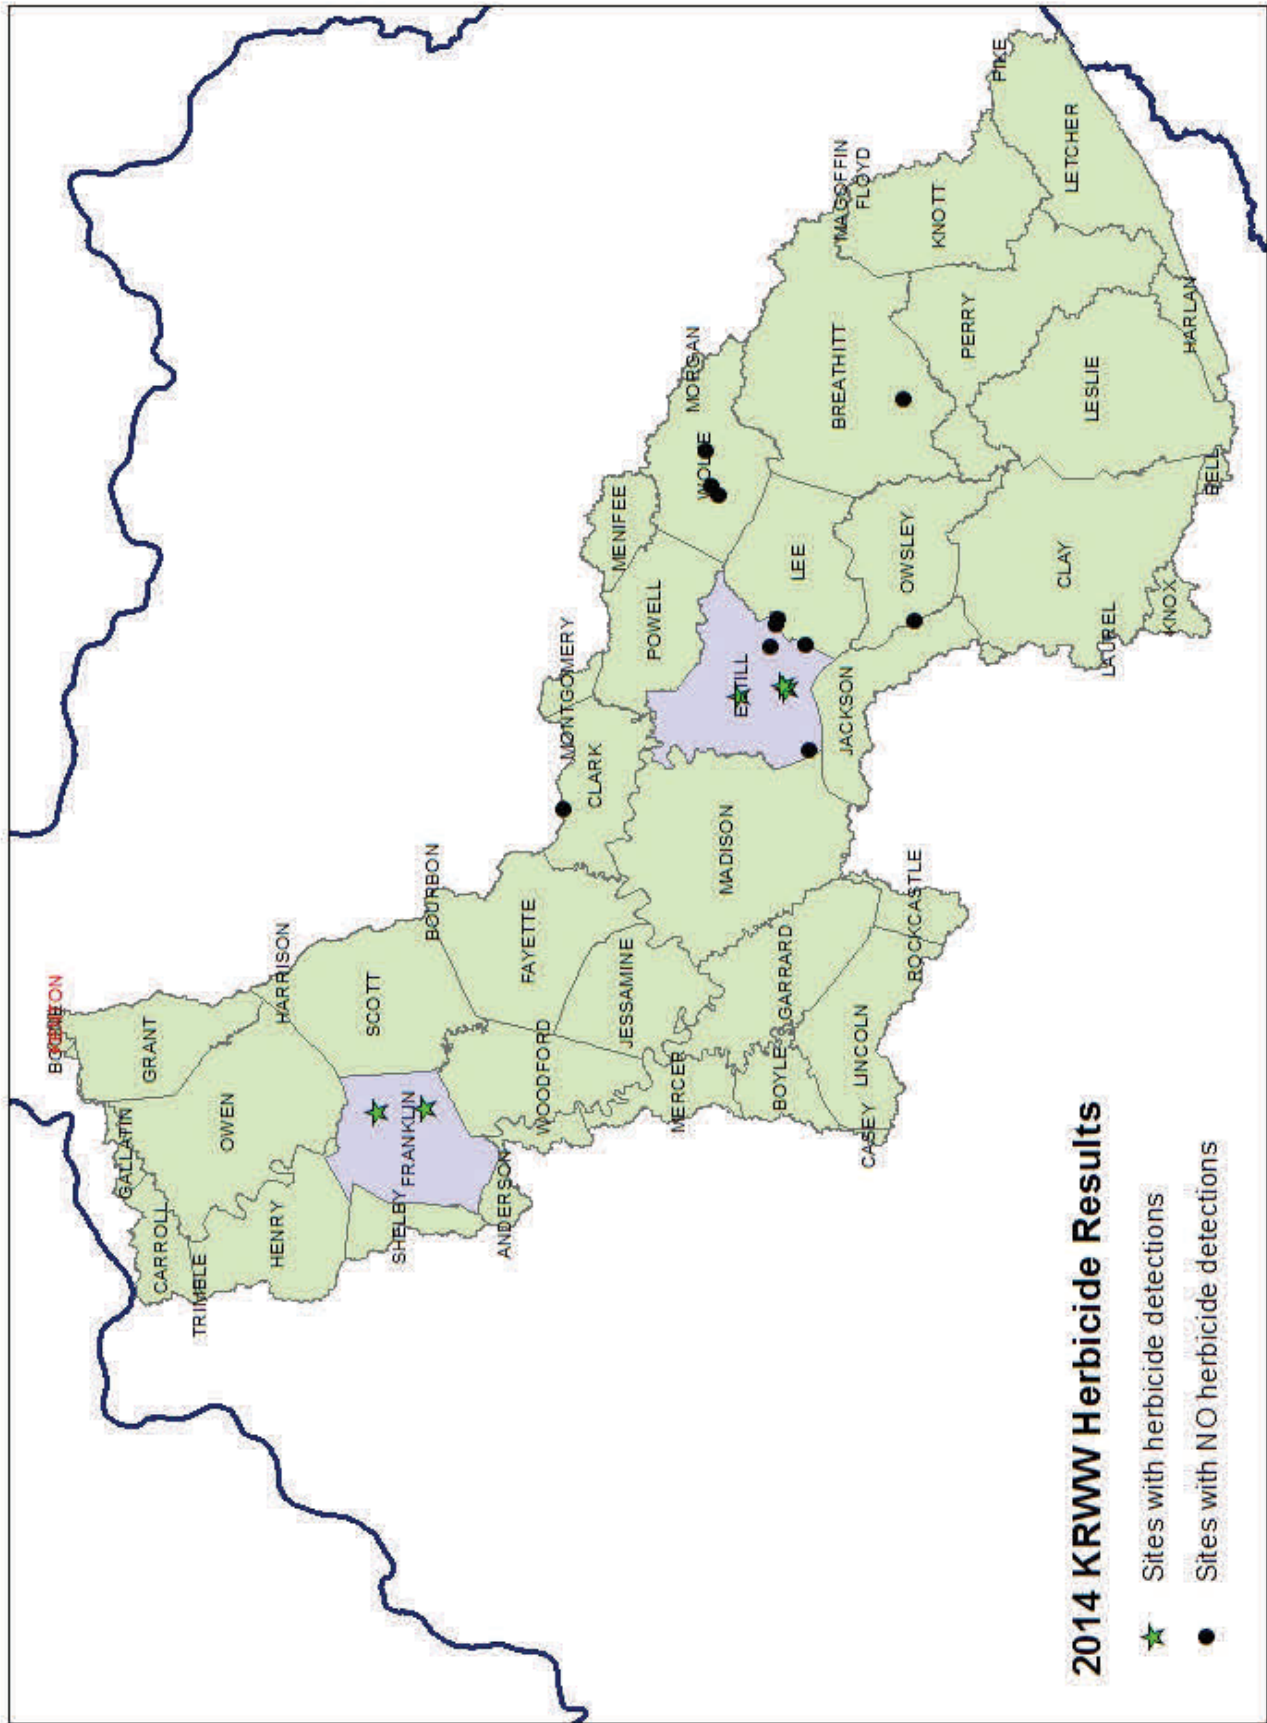 BOONE
KENTON
GRANT
GALLATIN
CARROLL
TRIMBLE
OWEN
HENRY
HARRISON
SCOTT
BOURBON
FRANKLIN
SHELBY
ANDERSON
WOODFORD
FAYETTE
JESSAMINE
MERCER
BOYLE
GARRARD
CASEY
LINCOLN
ROCKCASTLE
MADISON
CLARK
MONTGOMERY
POWELL
MENIFEE
ESTILL
JACKSON
LEE
OWSLEY
WOLFE
MORGAN
BREATHITT
MAGOFFIN
FLOYD
KNOTT
PERRY
PIKE
LETCHER
LESLIE
HARLAN
CLAY
BELL
LAUREL
KNOX
2014 KRWW Herbicide Results
Sites with herbicide detections
Sites with NO herbicide detections